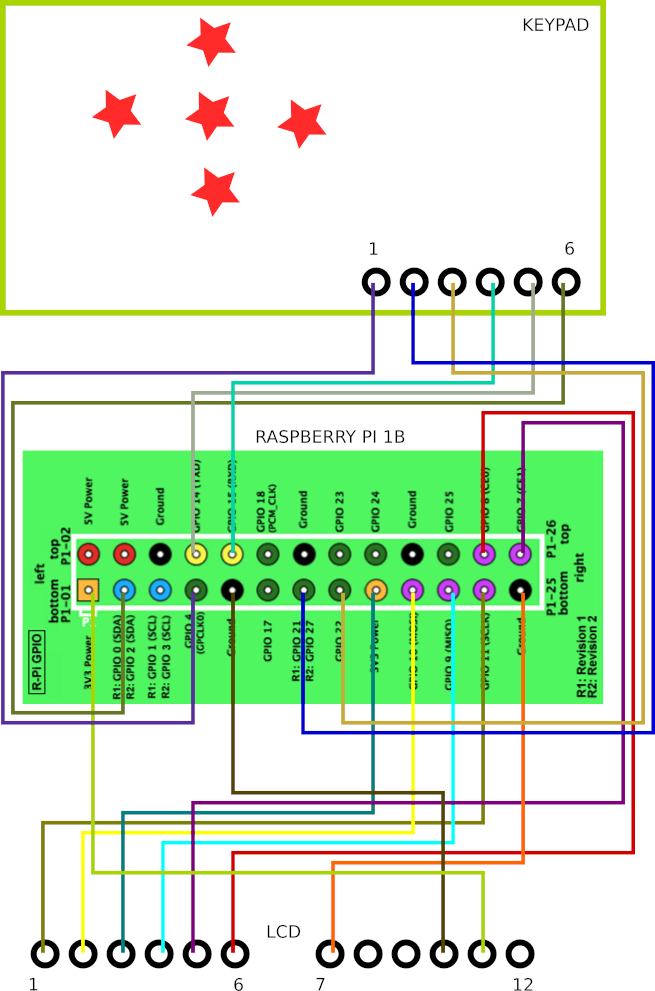 KEYPAD
1
6
RASPBERRY PI 1B
5V Power
5V Power
Ground
GPIO 14 (TXD)
GPIO 18
(PCM_CLK)
Ground
GPIO 23
GPIO 24
Ground
GPIO 25
GPIO 8 (CE0)
GPIO 7 (CE1)
left
top
P1-02
bottom
P1-01
P1-26
top
right
P1-25
bottom
R-PI GPIO
3V3 Power
R1: GPIO 0 (SDA)
R2: GPIO 2 (SDA)
R1: GPIO 1 (SCL)
R2: GPIO 3 (SCL)
GPIO 4
(GPCLK0)
Ground
GPIO 17
R1: GPIO 21
R2: GPIO 27
GPIO 22
3V3 Power
GPIO 10 (MOSI)
GPIO 9 (MISO)
GPIO 11 (SCLK)
Ground
R1: Revision 1
R2: Revision 2
LCD
1
6
7
12